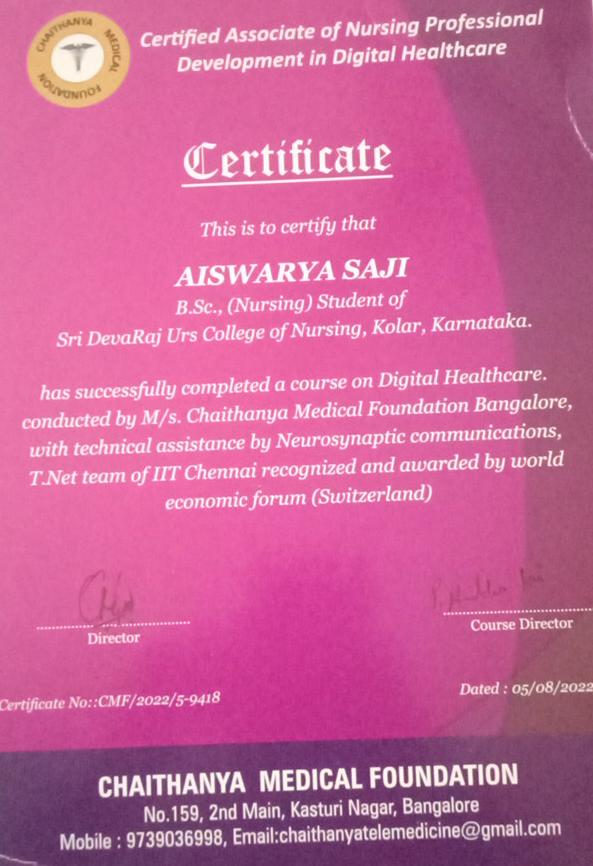 CHAITHANYA MEDICAL FOUNDATION
Certified Associate of Nursing Professional
Development in Digital Healthcare
Certificate
This is to certify that
AISWARYA SAJI
B.Sc., (Nursing) Student of
Sri DevaRaj Urs College of Nursing, Kolar, Karnataka.
has successfully completed a course on Digital Healthcare.
conducted by M/s. Chaithanya Medical Foundation Bangalore,
with technical assistance by Neurosynaptic communications,
T.Net team of IIT Chennai recognized and awarded by world
economic forum (Switzerland)
Director
Course Director
Certificate No::CMF/2022/5-9418
Dated : 05/08/2022
CHAITHANYA MEDICAL FOUNDATION
No.159, 2nd Main, Kasturi Nagar, Bangalore
Mobile : 9739036998, Email:chaithanyatelemedicine@gmail.com